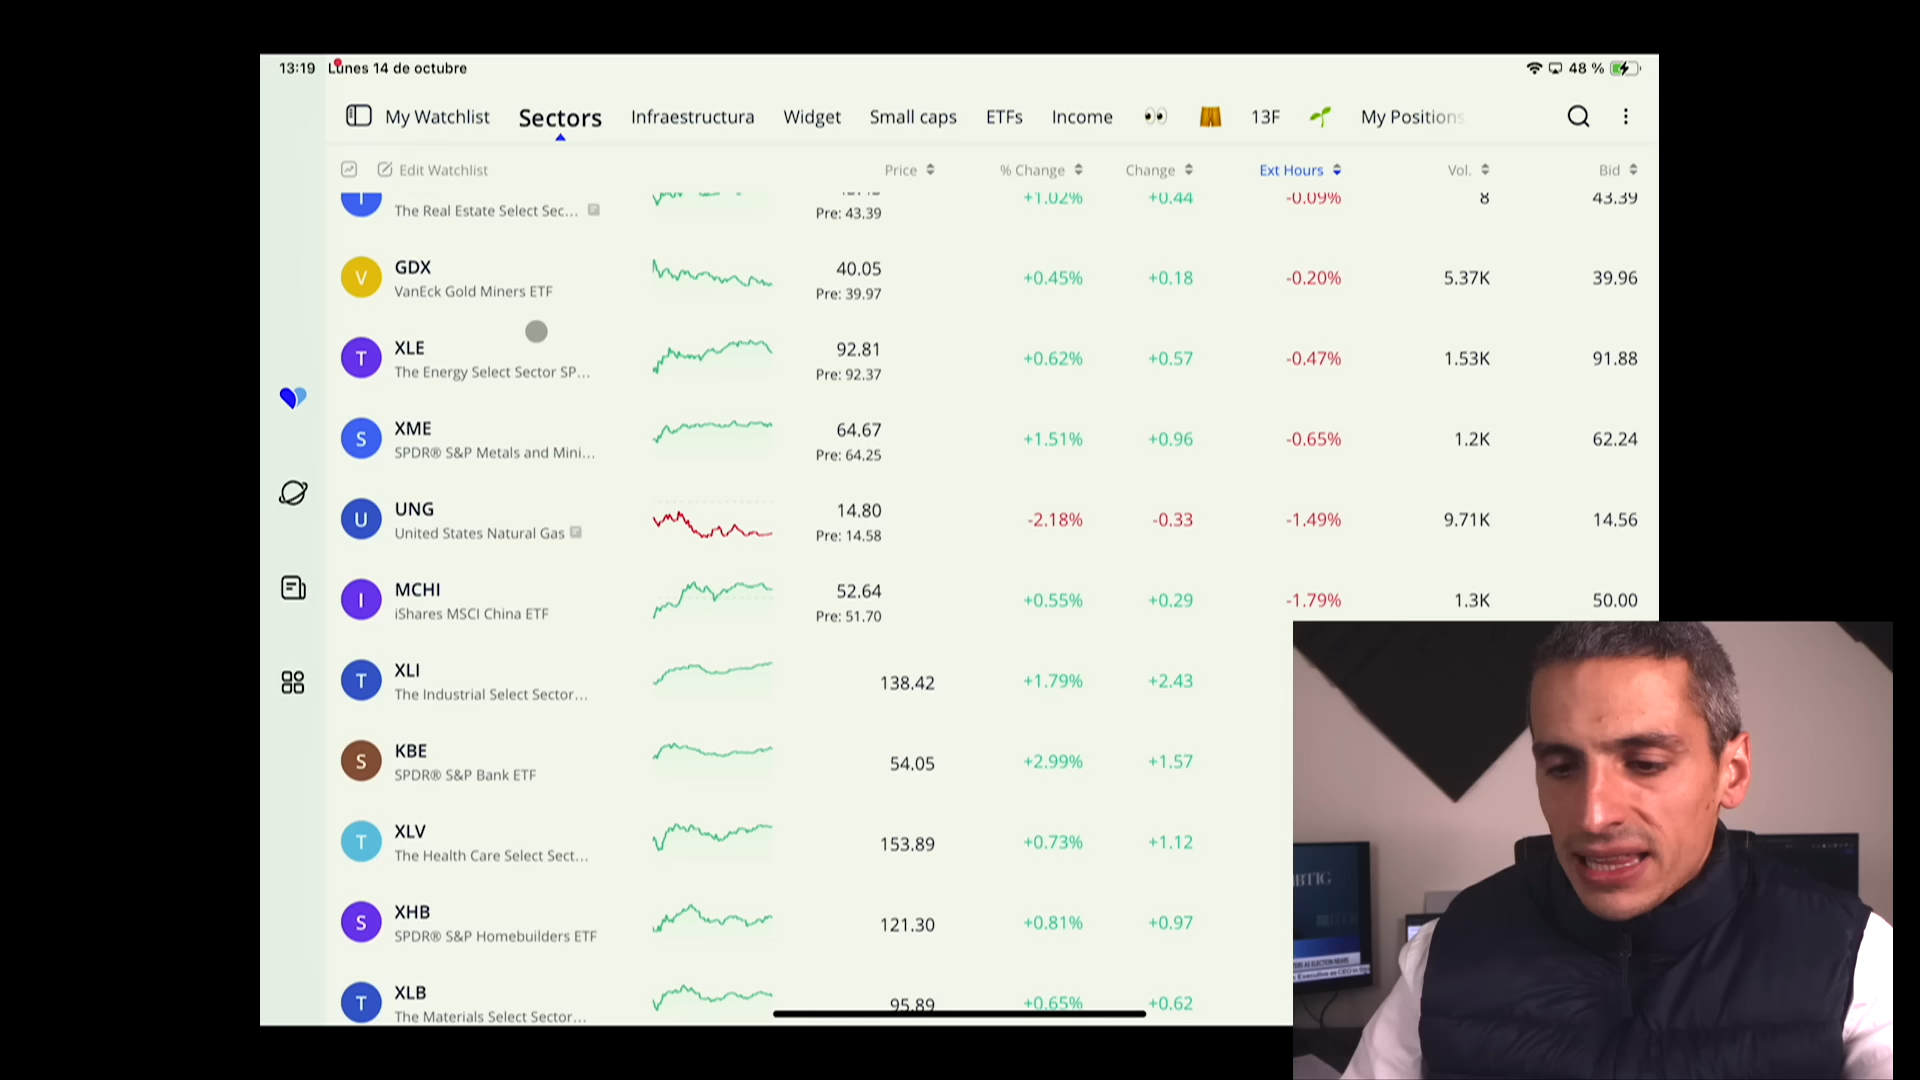 13:19 Lunes 14 de octubre 48 %
My Watchlist Sectors Infraestructura Widget Small caps ETFs Income 13F My Positions
Edit Watchlist Price % Change Change Ext Hours Vol. Bid
+1.02% +0.44 -0.09% 8 43.39
The Real Estate Select Sec... Pre: 43.39
V GDX 40.05 +0.45% +0.18 -0.20% 5.37K 39.96
VanEck Gold Miners ETF Pre: 39.97
T XLE 92.81 +0.62% +0.57 -0.47% 1.53K 91.88
The Energy Select Sector SP... Pre: 92.37
S XME 64.67 +1.51% +0.96 -0.65% 1.2K 62.24
SPDR® S&P Metals and Mini... Pre: 64.25
U UNG 14.80 -2.18% -0.33 -1.49% 9.71K 14.56
United States Natural Gas Pre: 14.58
I MCHI 52.64 +0.55% +0.29 -1.79% 1.3K 50.00
iShares MSCI China ETF Pre: 51.70
T XLI 138.42 +1.79% +2.43
The Industrial Select Sector...
S KBE 54.05 +2.99% +1.57
SPDR® S&P Bank ETF
T XLV 153.89 +0.73% +1.12
The Health Care Select Sect...
S XHB 121.30 +0.81% +0.97
SPDR® S&P Homebuilders ETF
T XLB 95.89 +0.65% +0.62
The Materials Select Sector...
BTIG